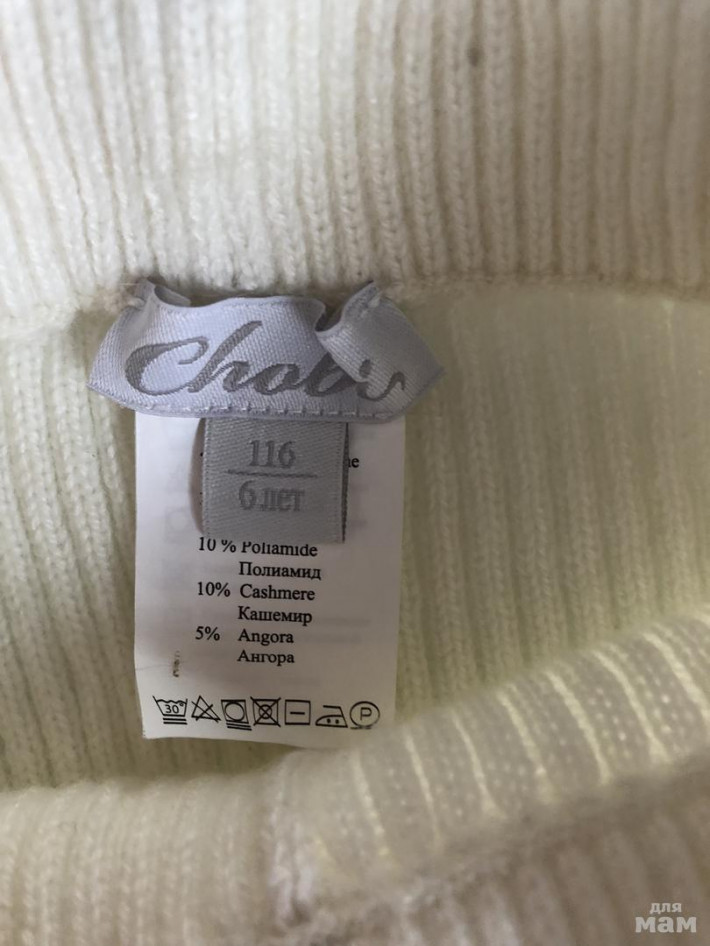 Chobi
116
6 лет
10 % Poliamide
Полиамид
10% Cashmere
Кашемир
5% Angora
Ангора
30°
P
для
мам